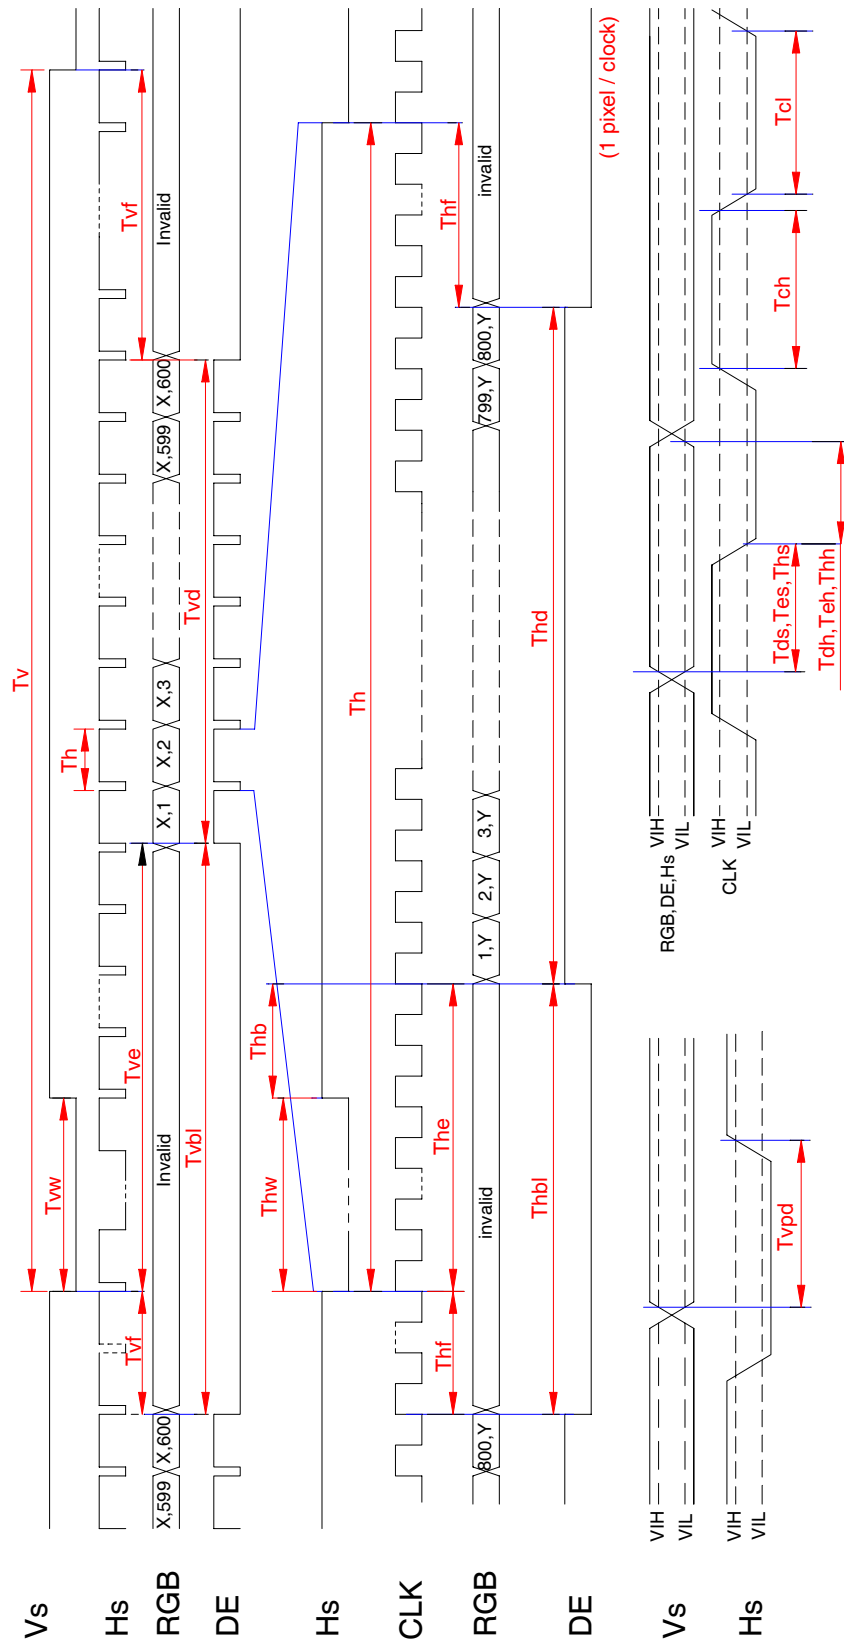 Vs
Tv
Tvw
Hs
Th
RGB
X,599
X,600
Tvf
Invalid
Tve
X,1
X,2
X,3
X,599
X,600
Invalid
Tvf
DE
Tvbl
Tvd
Hs
Thw
Thb
Th
CLK
RGB
800,Y
Thf
invalid
The
1,Y
2,Y
3,Y
799,Y
800,Y
invalid
Thf
DE
Thbl
Thd
(1 pixel / clock)
Vs
VIH
VIL
Hs
VIH
VIL
Tvpd
RGB,DE,Hs
VIH
VIL
CLK
VIH
VIL
Tds,Tes,Ths
Tdh,Teh,Thh
Tch
Tcl